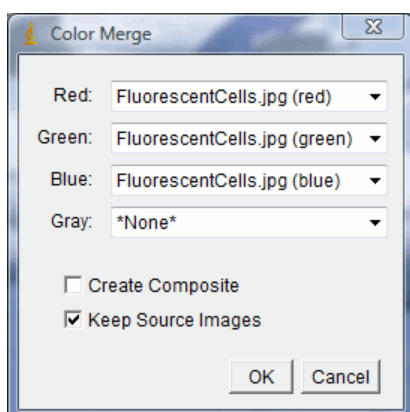 Color Merge
Red: FluorescentCells.jpg (red)
Green: FluorescentCells.jpg (green)
Blue: FluorescentCells.jpg (blue)
Gray: *None*
Create Composite
Keep Source Images
OK Cancel